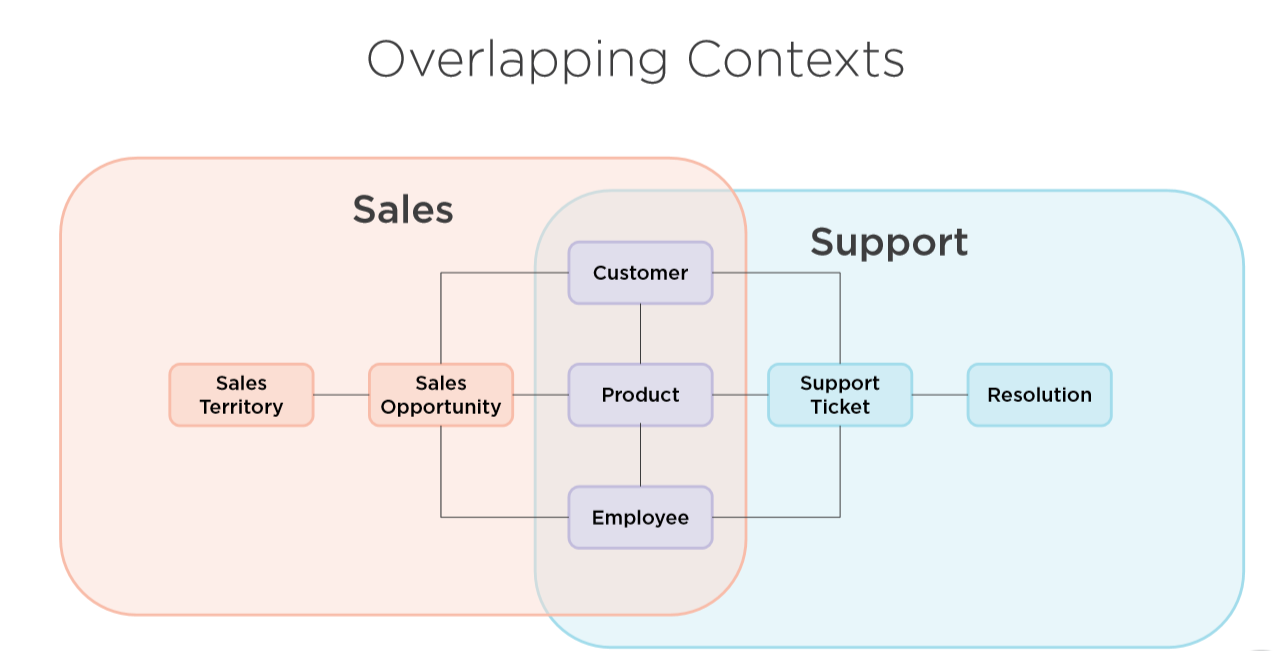 Overlapping Contexts
Sales
Support
Customer
Sales
Territory
Sales
Opportunity
Product
Support
Ticket
Resolution
Employee